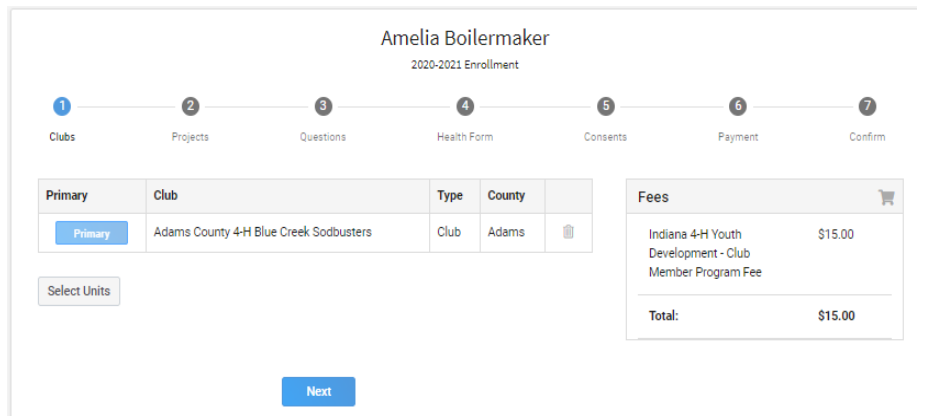 Amelia Boilermaker
2020-2021 Enrollment
1 2 3 4 5 6 7
Clubs Projects Questions Health Form Consents Payment Confirm
Primary Club Type County
Primary Adams County 4-H Blue Creek Sodbusters Club Adams
Select Units
Next
Fees
Indiana 4-H Youth $15.00
Development - Club
Member Program Fee
Total: $15.00